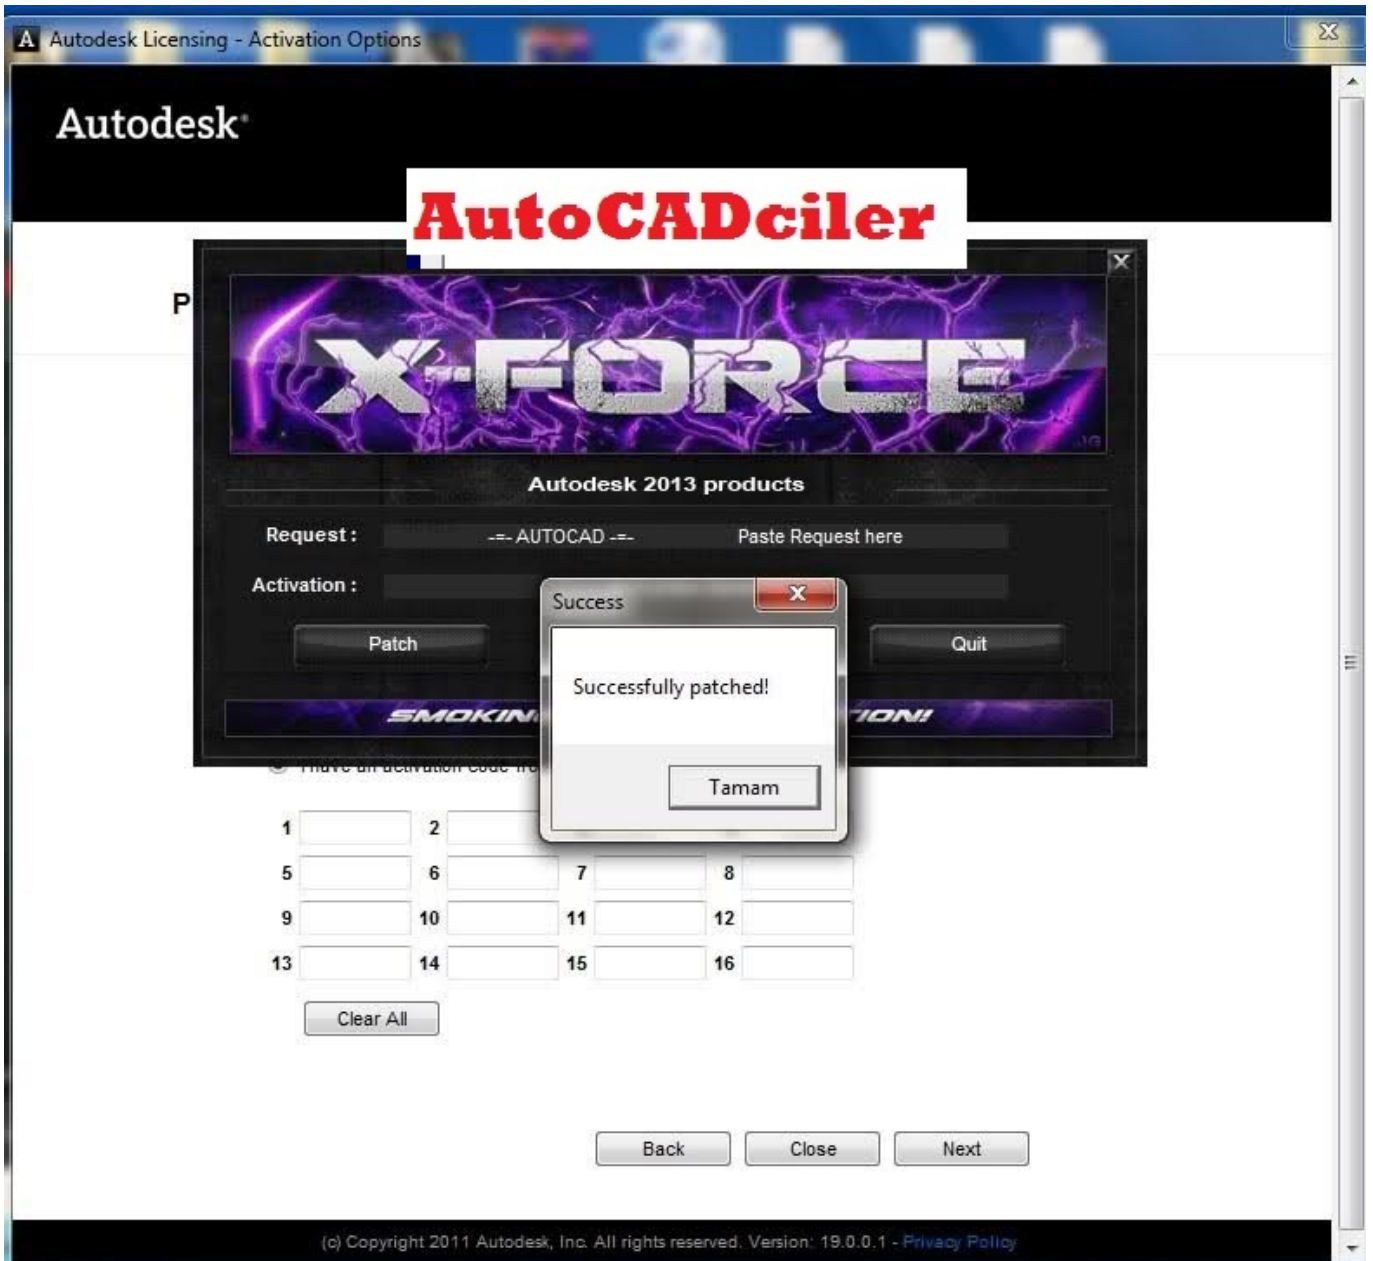 Autodesk Licensing - Activation Options
Autodesk®
AutoCADciler
P
X-FORCE
JG
Autodesk 2013 products
Request : -=- AUTOCAD -=- Paste Request here
Activation :
Success
Patch
Quit
Successfully patched!
Tamam
1 2
5 6 7 8
9 10 11 12
13 14 15 16
Clear All
Back Close Next
(c) Copyright 2011 Autodesk, Inc. All rights reserved. Version: 19.0.0.1 - Privacy Policy